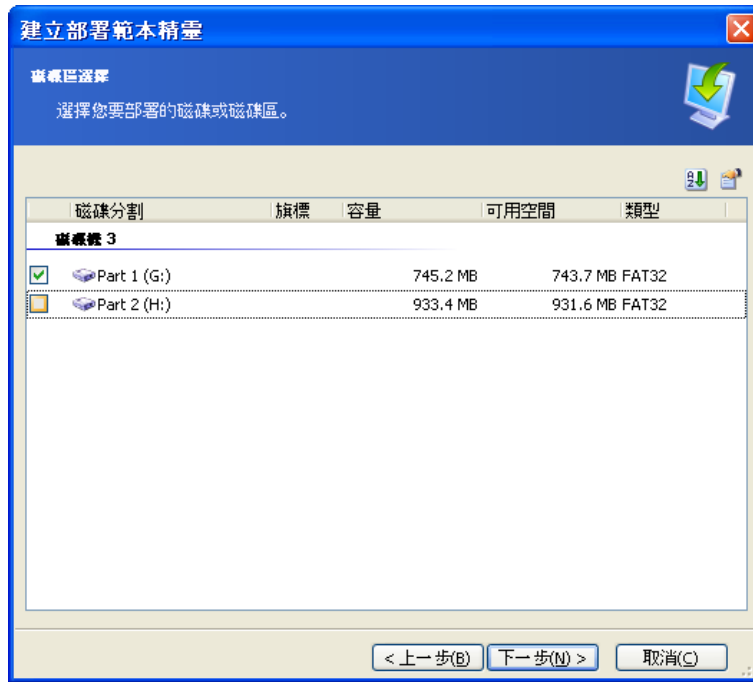 建立部署範本精靈
磁碟區選擇
選擇您要部署的磁碟或磁碟區。
磁碟分割 旗標 容量 可用空間 類型
磁碟機 3
Part 1 (G:) 745.2 MB 743.7 MB FAT32
Part 2 (H:) 933.4 MB 931.6 MB FAT32
< 上一步(B) 下一步(N) > 取消(C)